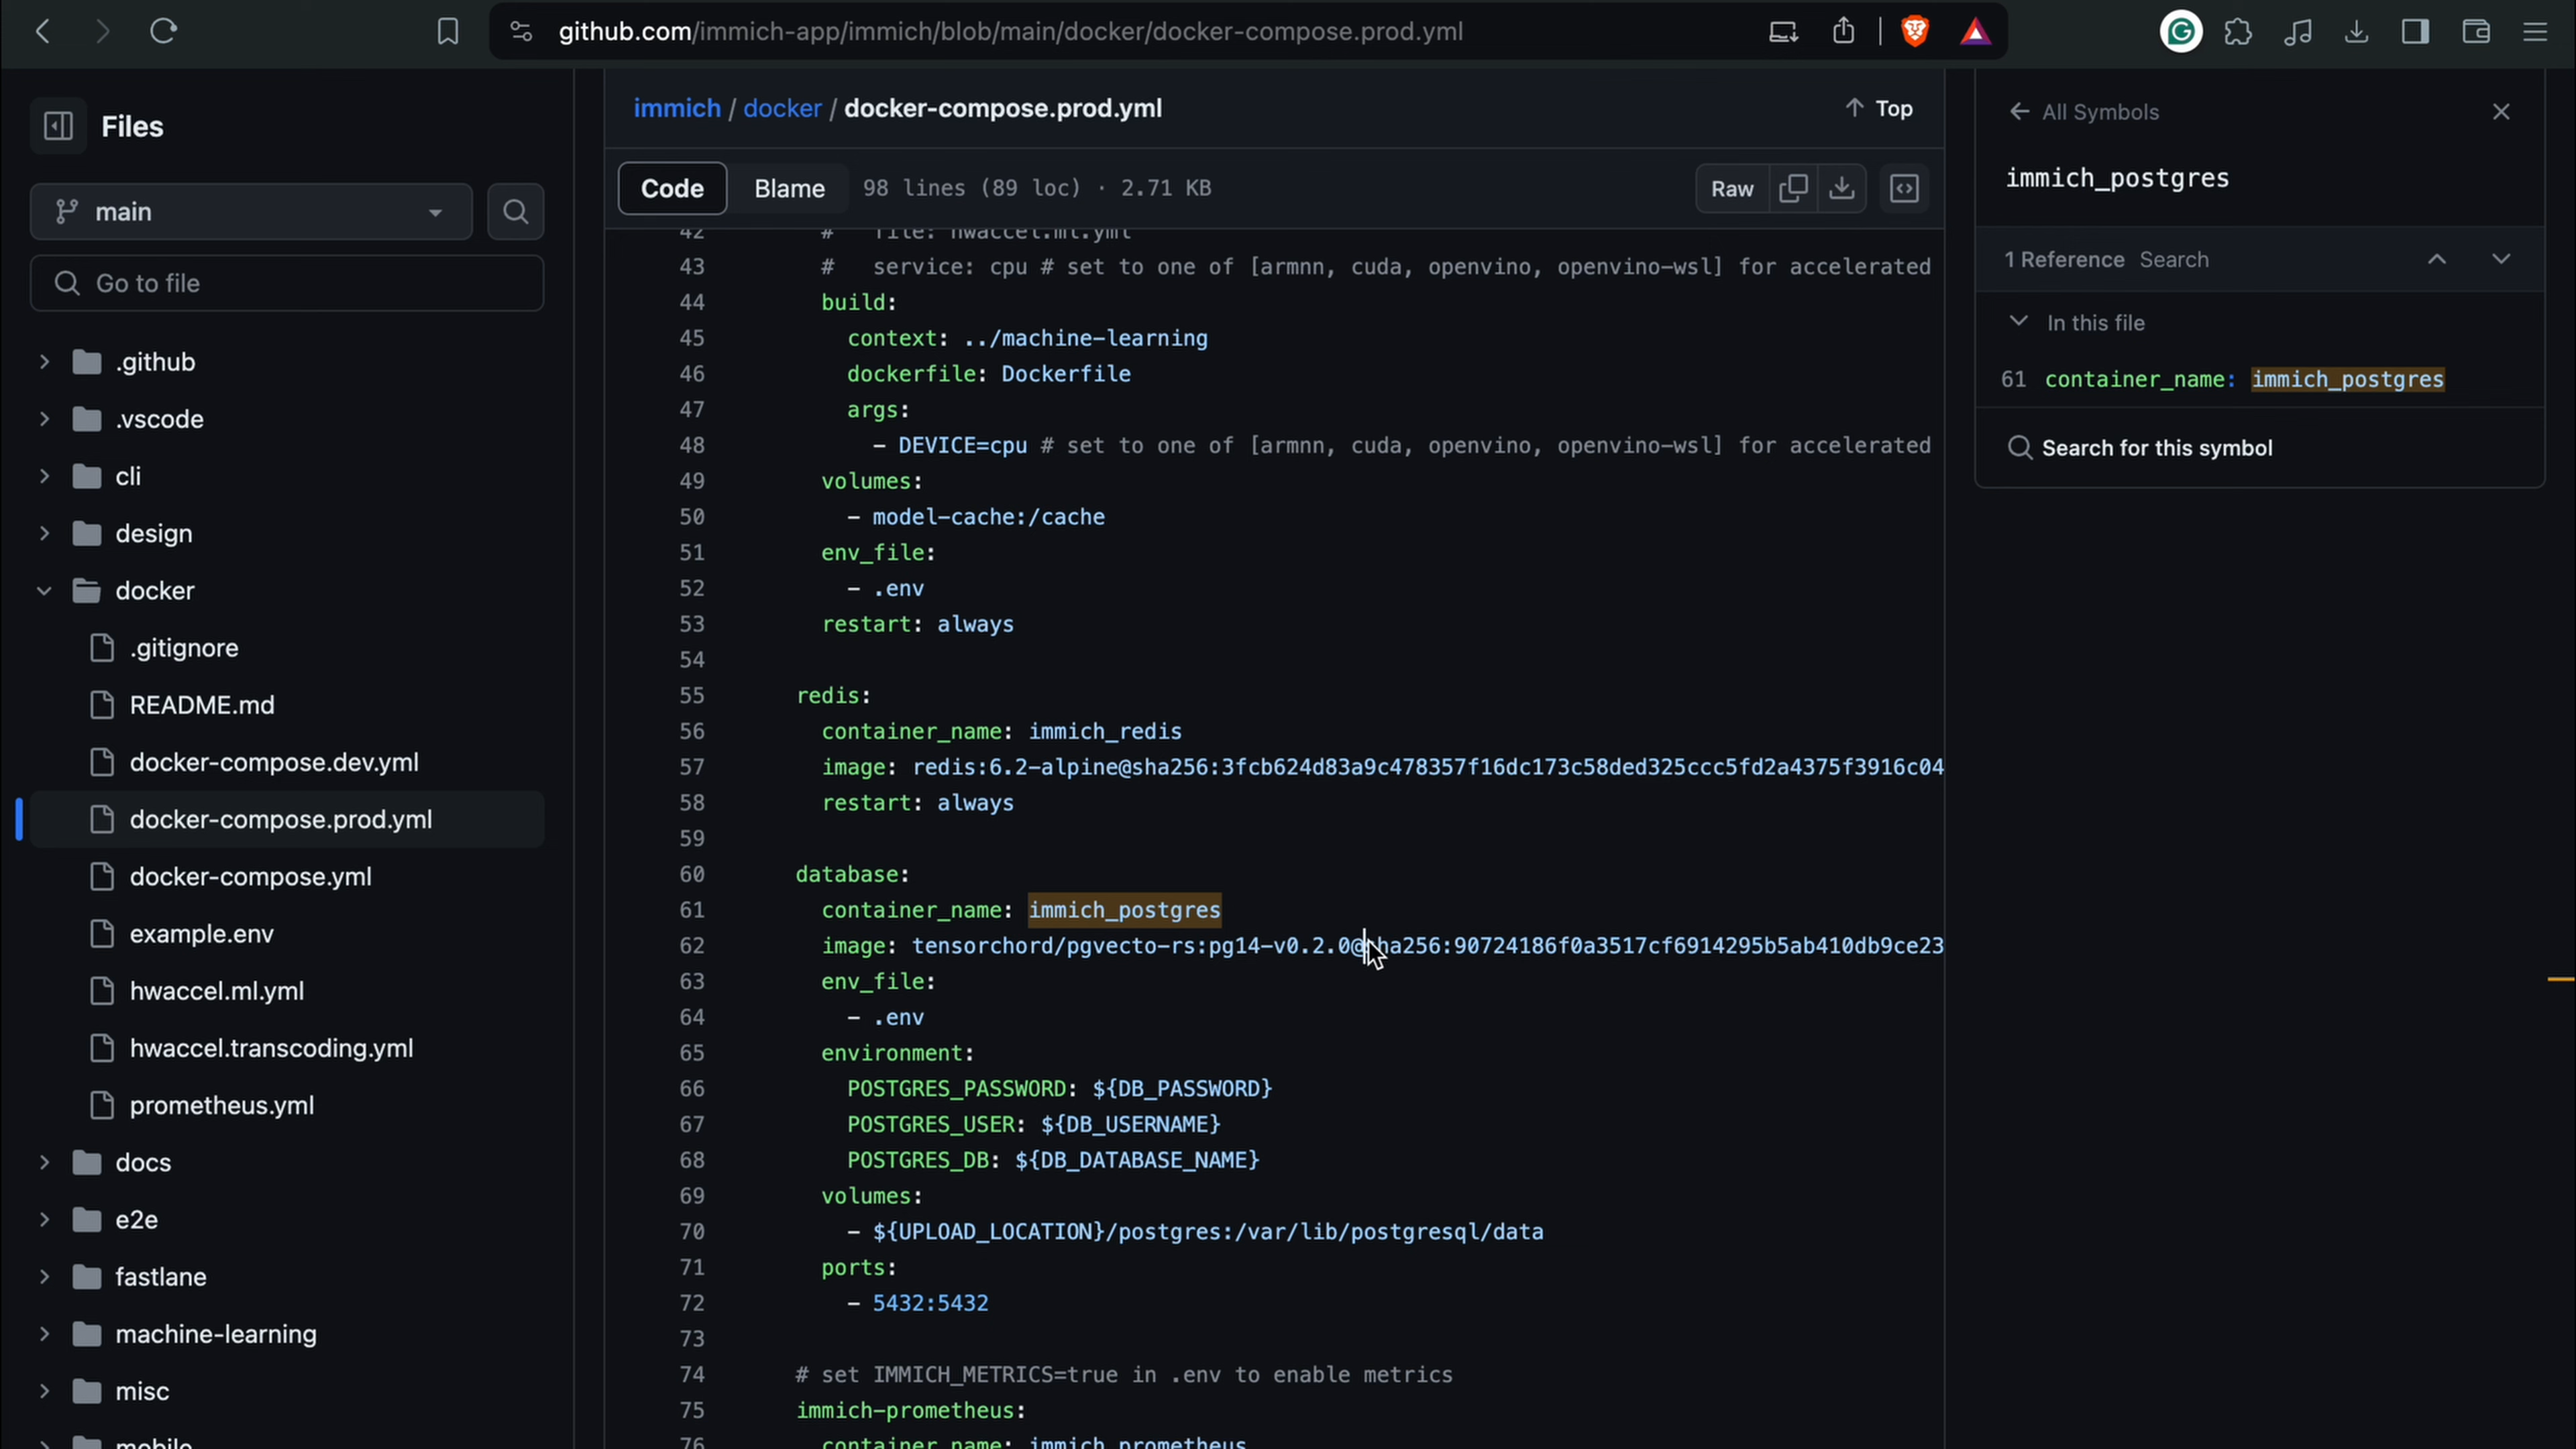 github.com/immich-app/immich/blob/main/docker/docker-compose.prod.yml
Files
main
Go to file
.github
.vscode
cli
design
docker
.gitignore
README.md
docker-compose.dev.yml
docker-compose.prod.yml
docker-compose.yml
example.env
hwaccel.ml.yml
hwaccel.transcoding.yml
prometheus.yml
docs
e2e
fastlane
machine-learning
misc
mobile
immich / docker / docker-compose.prod.yml
Top
Code Blame 98 lines (89 loc) · 2.71 KB
Raw
42 # file: hwaccel.ml.yml
43 # service: cpu # set to one of [armnn, cuda, openvino, openvino-wsl] for accelerated
44 build:
45 context: ../machine-learning
46 dockerfile: Dockerfile
47 args:
48 - DEVICE=cpu # set to one of [armnn, cuda, openvino, openvino-wsl] for accelerated
49 volumes:
50 - model-cache:/cache
51 env_file:
52 - .env
53 restart: always
54
55 redis:
56 container_name: immich_redis
57 image: redis:6.2-alpine@sha256:3fcb624d83a9c478357f16dc173c58ded325ccc5fd2a4375f3916c04
58 restart: always
59
60 database:
61 container_name: immich_postgres
62 image: tensorchord/pgvecto-rs:pg14-v0.2.0@sha256:90724186f0a3517cf6914295b5ab410db9ce23
63 env_file:
64 - .env
65 environment:
66 POSTGRES_PASSWORD: ${DB_PASSWORD}
67 POSTGRES_USER: ${DB_USERNAME}
68 POSTGRES_DB: ${DB_DATABASE_NAME}
69 volumes:
70 - ${UPLOAD_LOCATION}/postgres:/var/lib/postgresql/data
71 ports:
72 - 5432:5432
73
74 # set IMMICH_METRICS=true in .env to enable metrics
75 immich-prometheus:
76 container_name: immich_prometheus
All Symbols
immich_postgres
1 Reference Search
In this file
61 container_name: immich_postgres
Search for this symbol